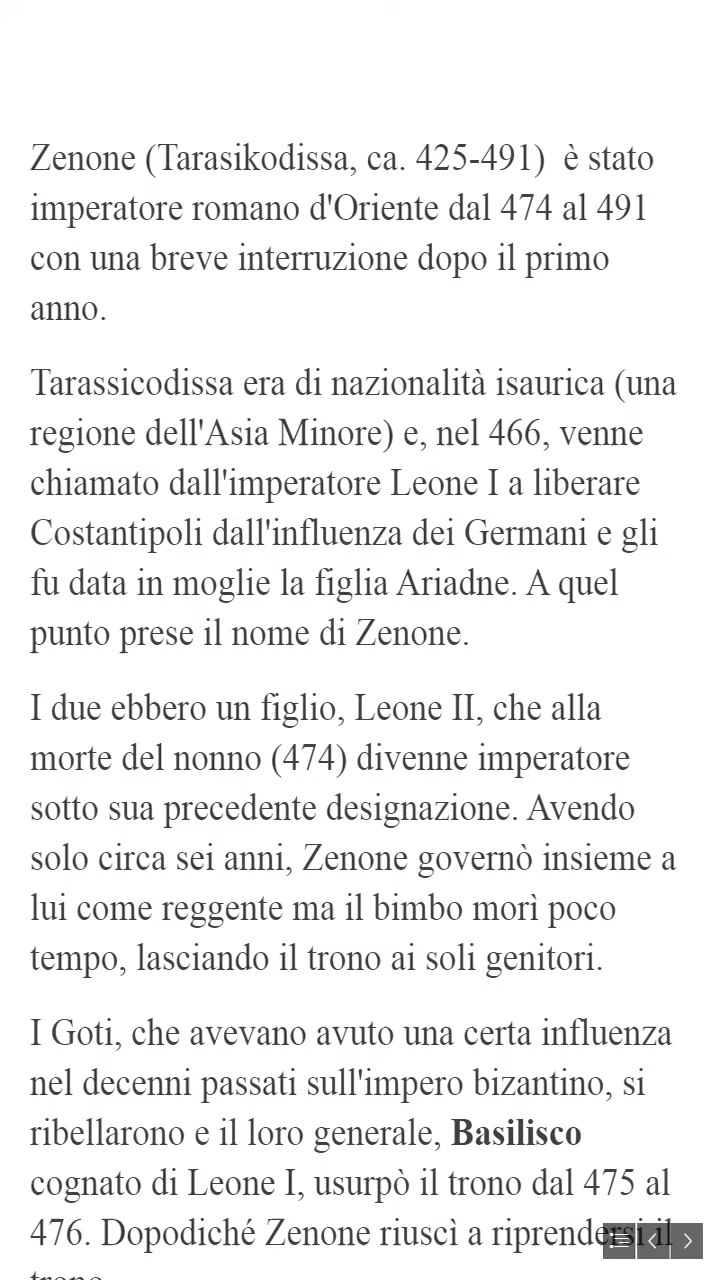 Zenone (Tarasikodissa, ca. 425-491)  è stato
imperatore romano d'Oriente dal 474 al 491
con una breve interruzione dopo il primo
anno.
Tarassicodissa era di nazionalità isaurica (una
regione dell'Asia Minore) e, nel 466, venne
chiamato dall'imperatore Leone I a liberare
Costantipoli dall'influenza dei Germani e gli
fu data in moglie la figlia Ariadne. A quel
punto prese il nome di Zenone.
I due ebbero un figlio, Leone II, che alla
morte del nonno (474) divenne imperatore
sotto sua precedente designazione. Avendo
solo circa sei anni, Zenone governò insieme a
lui come reggente ma il bimbo morì poco
tempo, lasciando il trono ai soli genitori.
I Goti, che avevano avuto una certa influenza
nel decenni passati sull'impero bizantino, si
ribellarono e il loro generale, Basilisco
cognato di Leone I, usurpò il trono dal 475 al
476. Dopodiché Zenone riuscì a riprendersi il